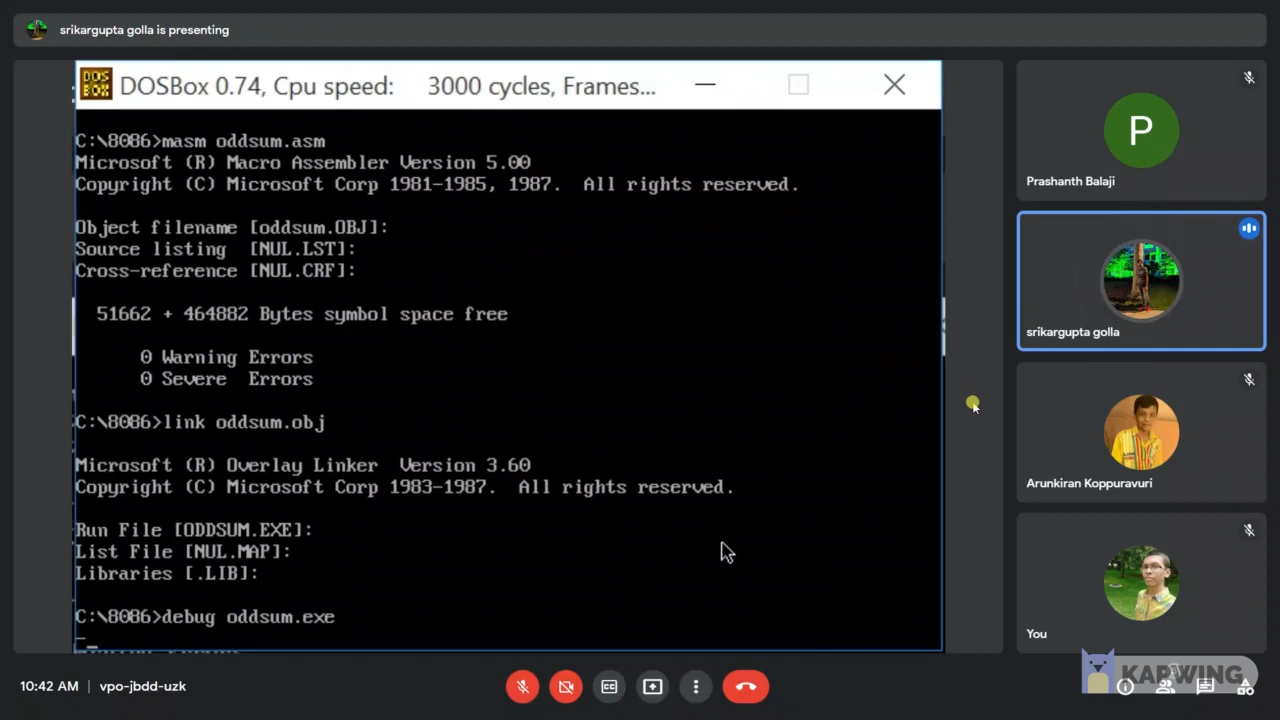 srikargupta golla is presenting
DOS
BOX
DOSBox 0.74, Cpu speed: 3000 cycles, Frames...
C:\8086>masm oddsum.asm
Microsoft (R) Macro Assembler Version 5.00
Copyright (C) Microsoft Corp 1981-1985, 1987.  All rights reserved.
Object filename [oddsum.OBJ]:
Source listing  [NUL.LST]:
Cross-reference [NUL.CRF]:
51662 + 464882 Bytes symbol space free
0 Warning Errors
0 Severe  Errors
C:\8086>link oddsum.obj
Microsoft (R) Overlay Linker  Version 3.60
Copyright (C) Microsoft Corp 1983-1987.  All rights reserved.
Run File [ODDSUM.EXE]:
List File [NUL.MAP]:
Libraries [.LIB]:
C:\8086>debug oddsum.exe
-_
P
Prashanth Balaji
srikargupta golla
Arunkiran Koppuravuri
You
KAPWING
10:42 AM | vpo-jbdd-uzk
CC